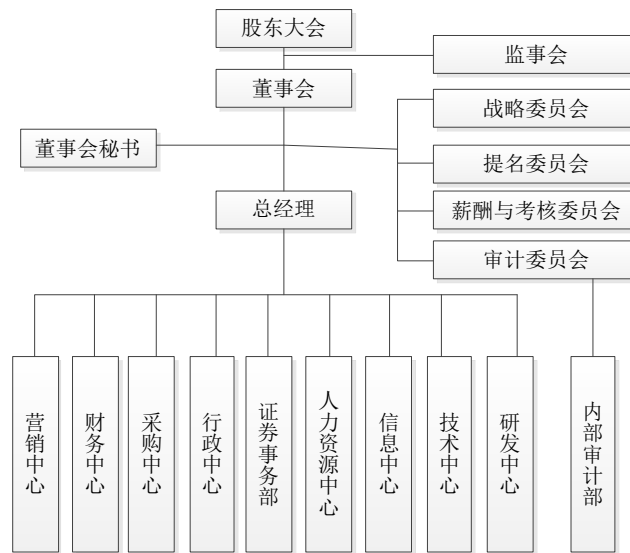 股东大会
监事会
董事会
战略委员会
董事会秘书
提名委员会
总经理
薪酬与考核委员会
审计委员会
营销中心
财务中心
采购中心
行政中心
证券事务部
人力资源中心
信息中心
技术中心
研发中心
内部审计部